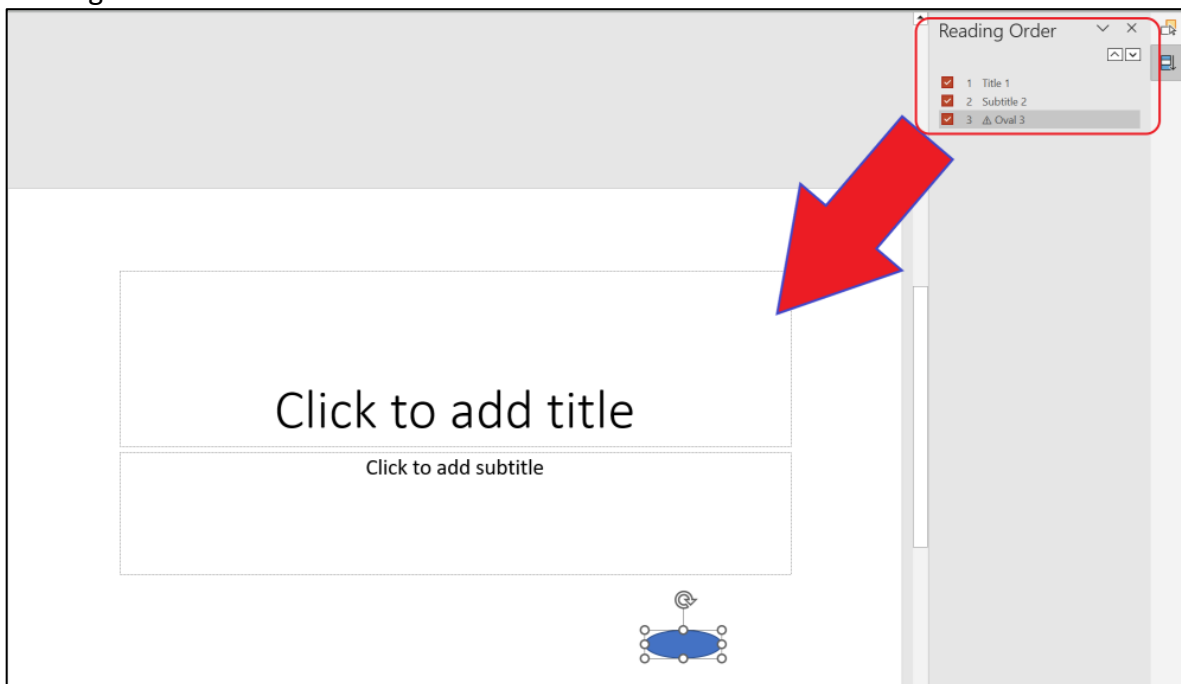 Reading Order
1 Title 1
2 Subtitle 2
3 Oval 3
Click to add title
Click to add subtitle